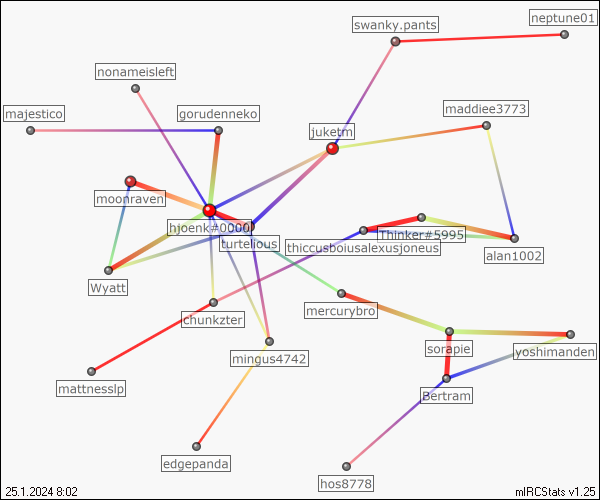 neptune01
swanky.pants
nonameisleft
majestico
gorudenneko
maddiee3773
juketm
moonraven
hjoenk#0000
turtelious
Thinker#5995
thiccusboiusalexusjoneus
alan1002
Wyatt
chunkzter
mercurybro
mingus4742
sorapie
yoshimanden
mattnesslp
Bertram
edgepanda
hos8778
25.1.2024 8:02
mIRCStats v1.25